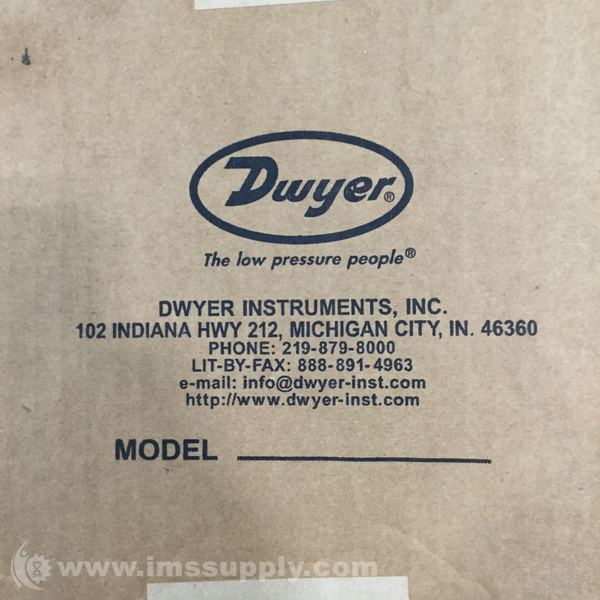 Dwyer®
The low pressure people®
DWYER INSTRUMENTS, INC.
102 INDIANA HWY 212, MICHIGAN CITY, IN. 46360
PHONE: 219-879-8000
LIT-BY-FAX: 888-891-4963
e-mail: info@dwyer-inst.com
http://www.dwyer-inst.com
MODEL
www.imssupply.com